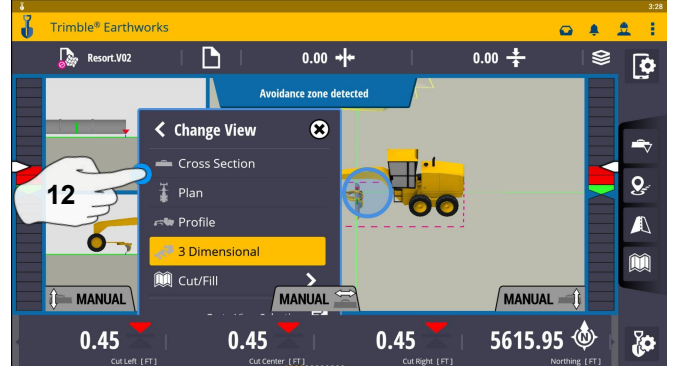 3:28
Trimble® Earthworks
Resort.V02
0.00
0.00
Avoidance zone detected
Change View
Cross Section
12
Plan
Profile
3 Dimensional
Cut/Fill
MANUAL
MANUAL
MANUAL
0.45
0.45
0.45
5615.95
Cut Left [FT]
Cut Center [FT]
Cut Right [FT]
Northing [FT]